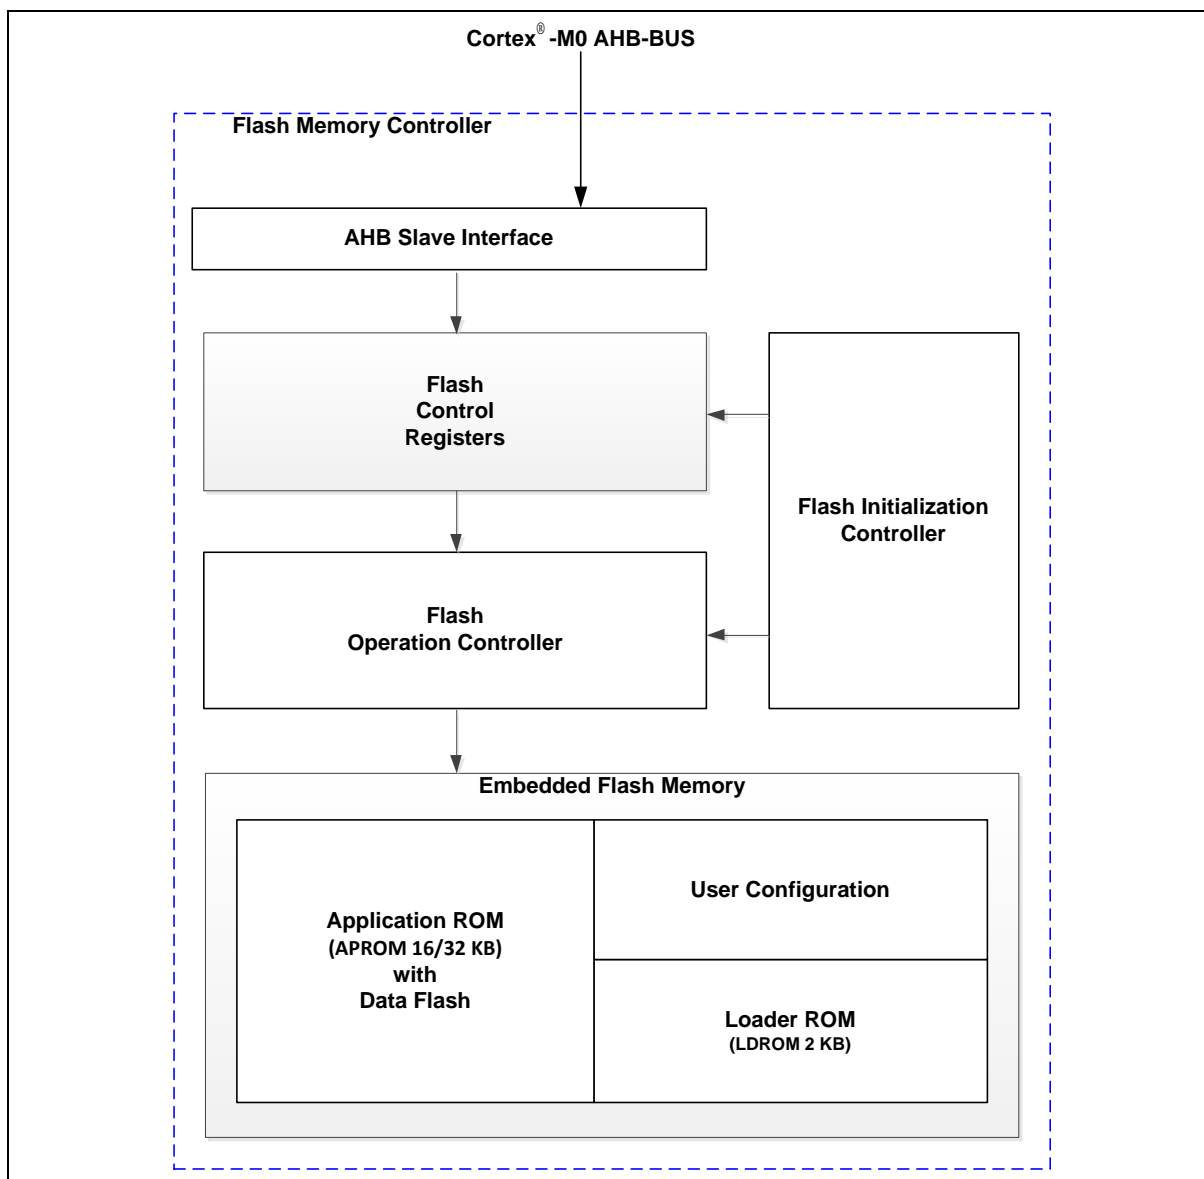 Cortex® -M0 AHB-BUS
Flash Memory Controller
AHB Slave Interface
Flash
Control
Registers
Flash Initialization
Controller
Flash
Operation Controller
Embedded Flash Memory
Application ROM
(APROM 16/32 KB)
with
Data Flash
User Configuration
Loader ROM
(LDROM 2 KB)